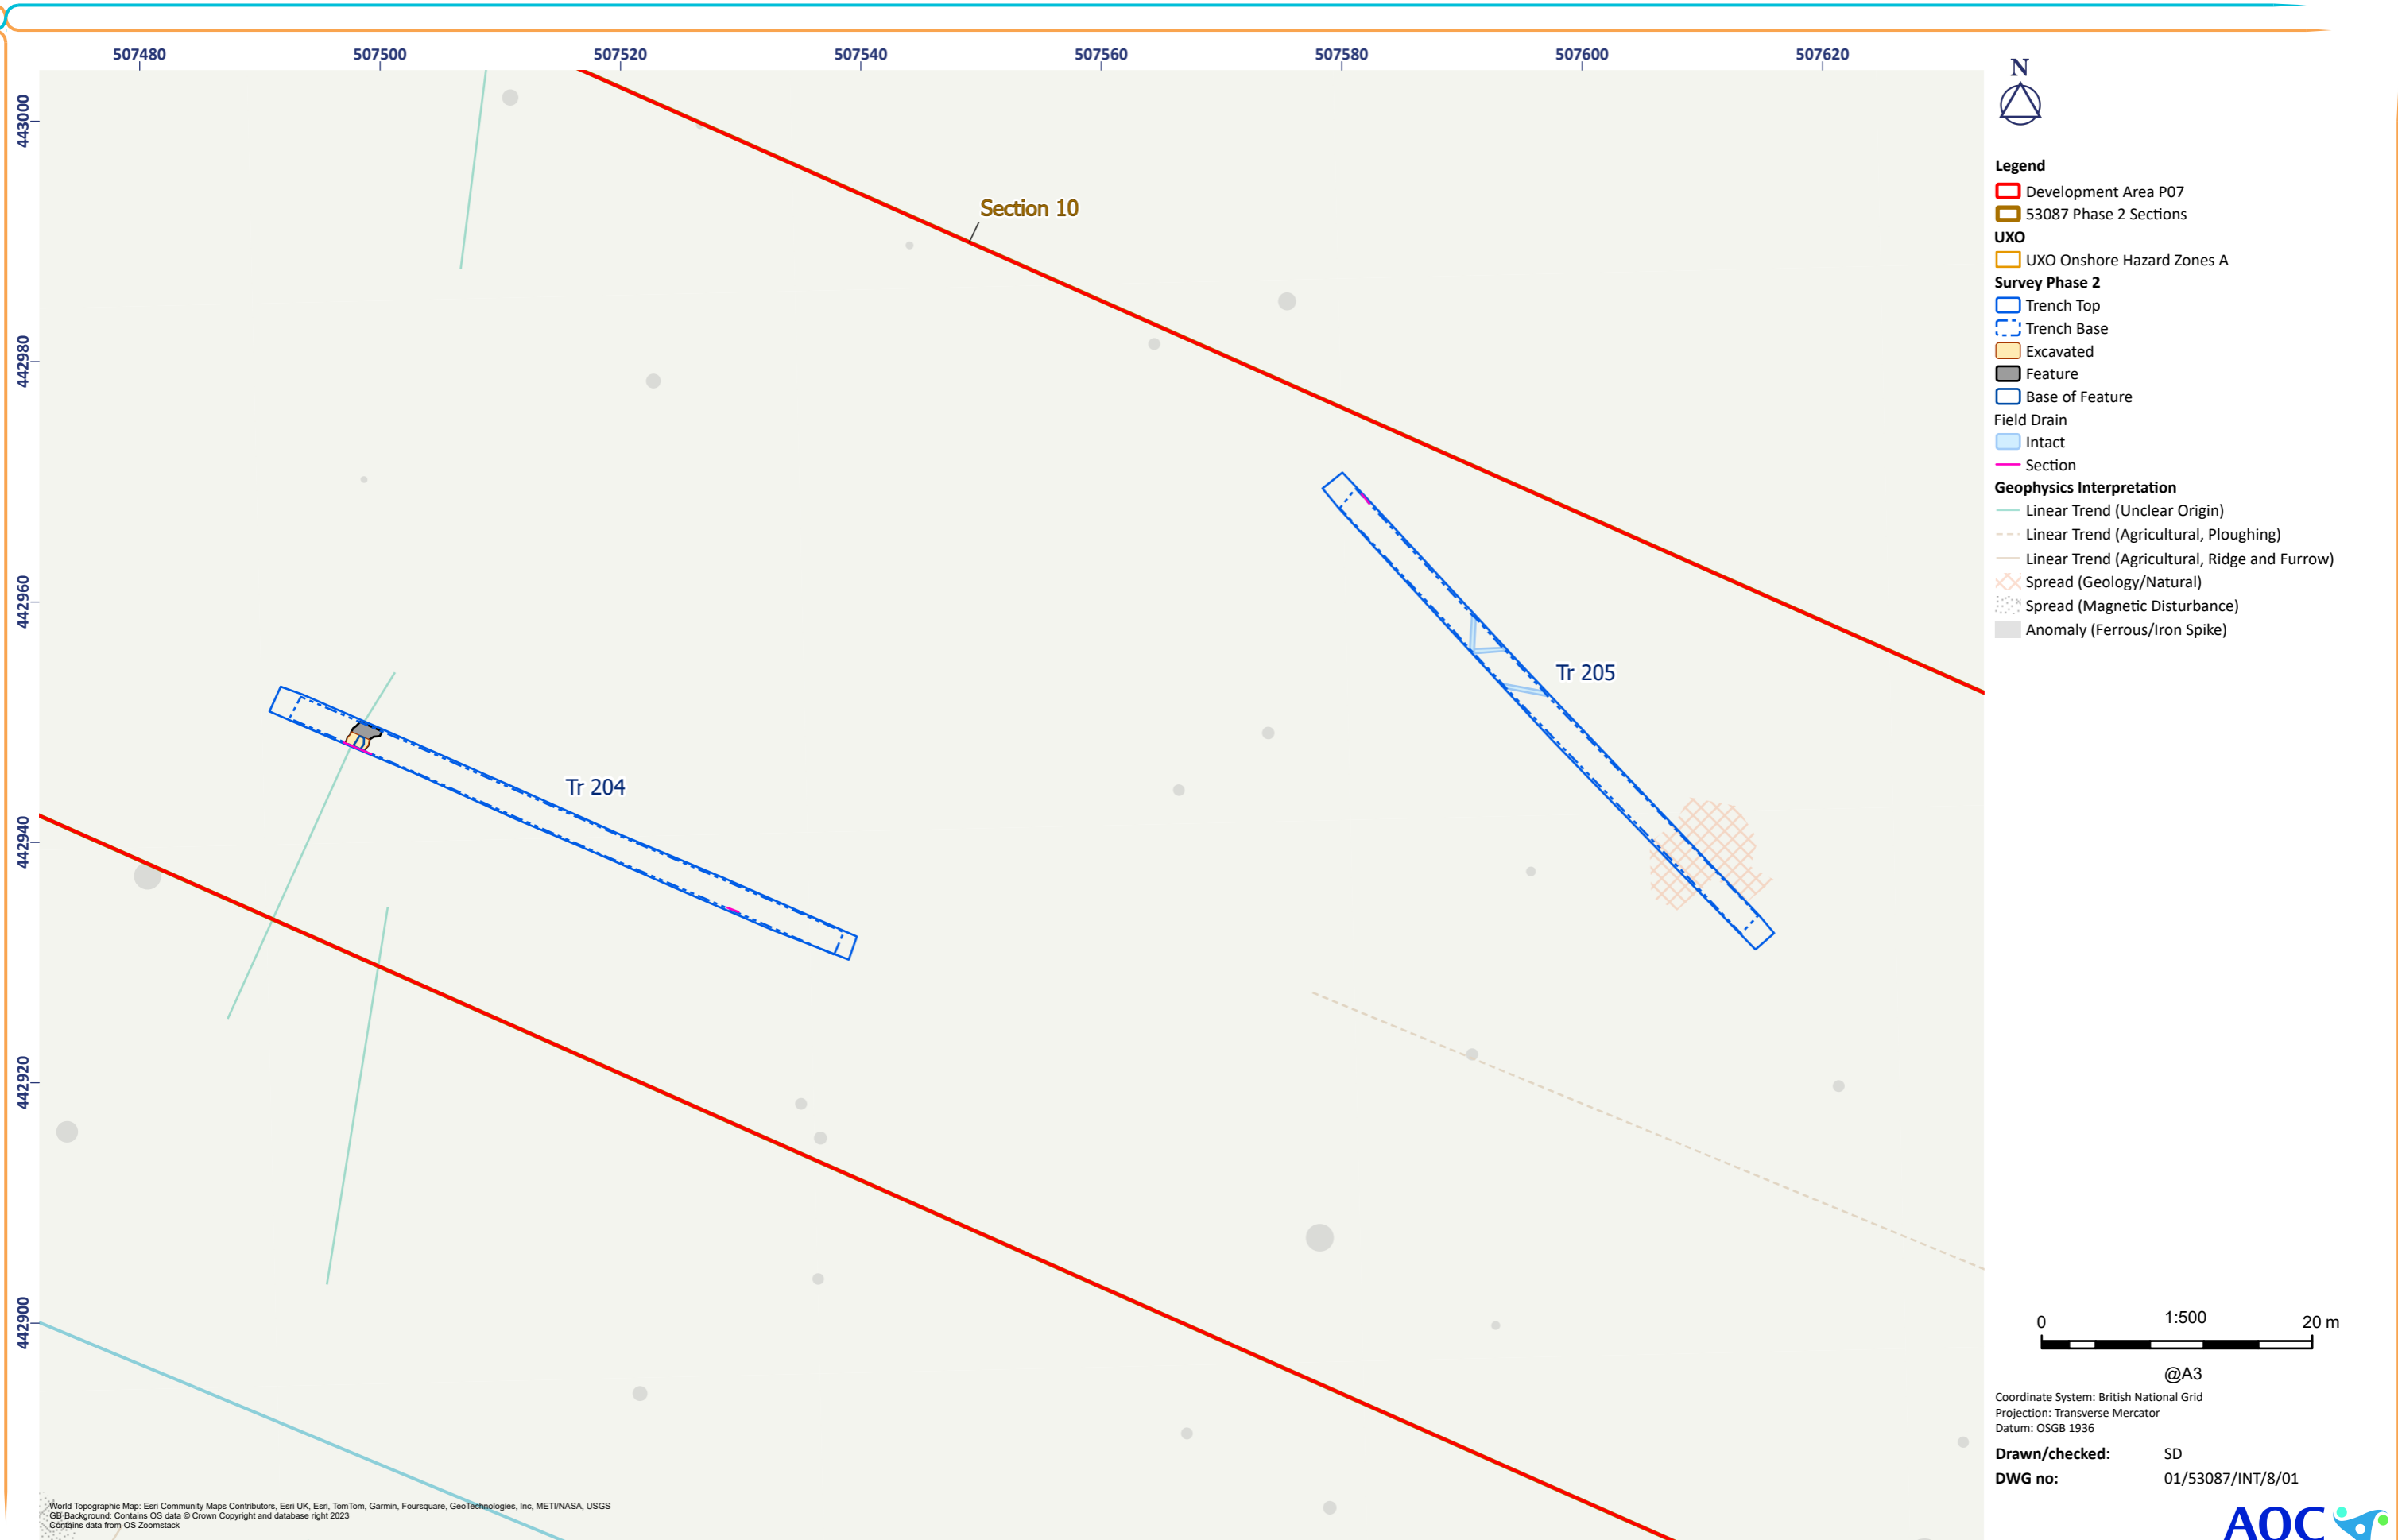 507480 507500 507520 507540 507560 507580 507600 507620
443000
442980
442960
442940
442920
442900
Section 10
Tr 205
Tr 204
N
Legend
Development Area P07
53087 Phase 2 Sections
UXO
UXO Onshore Hazard Zones A
Survey Phase 2
Trench Top
Trench Base
Excavated
Feature
Base of Feature
Field Drain
Intact
Section
Geophysics Interpretation
Linear Trend (Unclear Origin)
Linear Trend (Agricultural, Ploughing)
Linear Trend (Agricultural, Ridge and Furrow)
Spread (Geology/Natural)
Spread (Magnetic Disturbance)
Anomaly (Ferrous/Iron Spike)
0 1:500 20 m
@A3
Coordinate System: British National Grid
Projection: Transverse Mercator
Datum: OSGB 1936
Drawn/checked: SD
DWG no: 01/53087/INT/8/01
AOC
World Topographic Map: Esri Community Maps Contributors, Esri UK, Esri, TomTom, Garmin, Foursquare, GeoTechnologies, Inc, METI/NASA, USGS
GB Background: Contains OS data © Crown Copyright and database right 2023
Contains data from OS Zoomstack